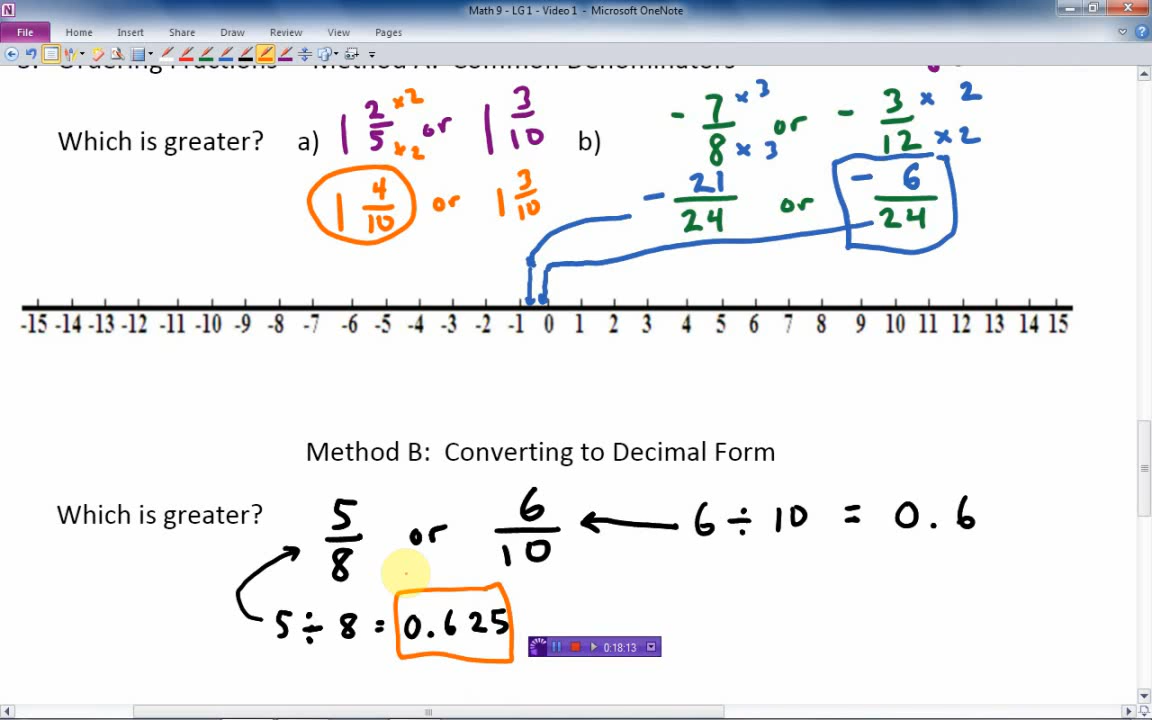 Math 9 - LG 1 - Video 1 - Microsoft OneNote
File Home Insert Share Draw Review View Pages
Ordering Fractions - Method A: Common Denominators
Which is greater? a) 1 2/5 ×2 ×2 or 1 3/10 b) - 7/8 ×3 ×3 or - 3/12 × 2 × 2
1 4/10 or 1 3/10 - 21/24 or - 6/24
-15 -14 -13 -12 -11 -10 -9 -8 -7 -6 -5 -4 -3 -2 -1 0 1 2 3 4 5 6 7 8 9 10 11 12 13 14 15
Method B: Converting to Decimal Form
Which is greater? 5/8 or 6/10 6 ÷ 10 = 0.6
5 ÷ 8 = 0.625
0:18:13